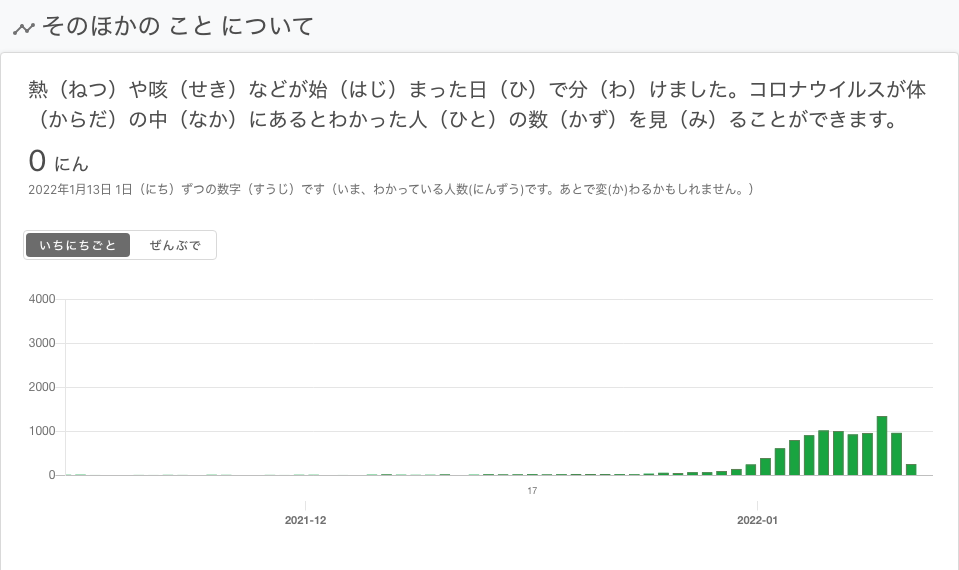 そのほかの こと について
熱（ねつ）や咳（せき）などが始（はじ）まった日（ひ）で分（わ）けました。コロナウイルスが体
（からだ）の中（なか）にあるとわかった人（ひと）の数（かず）を見（み）ることができます。
0 にん
2022年1月13日 1日（にち）ずつの数字（すうじ）です（いま、わかっている人数(にんずう)です。あとで変(か)わるかもしれません。）
いちにちごと ぜんぶで
4000
3000
2000
1000
0
17
2021-12 2022-01